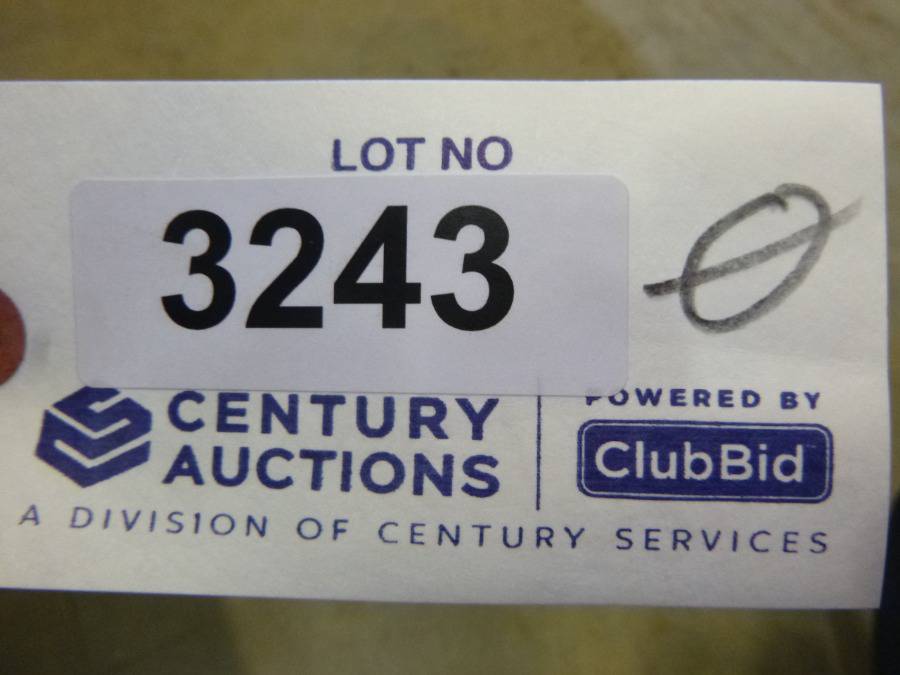 LOT NO
3243
CENTURY
AUCTIONS
POWERED BY
ClubBid
A DIVISION OF CENTURY SERVICES